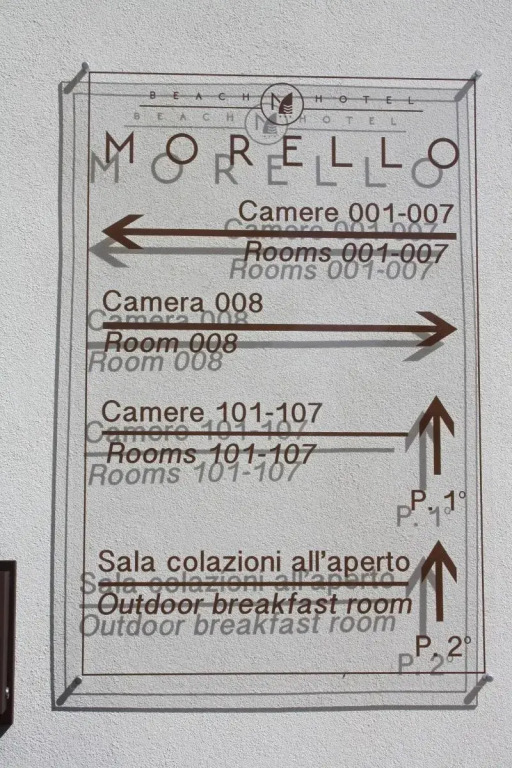 BEACH HOTEL
MORELLO
Camere 001-007
Rooms 001-007
Camera 008
Room 008
Camere 101-107
Rooms 101-107
P. 1°
Sala colazioni all'aperto
Outdoor breakfast room
P. 2°